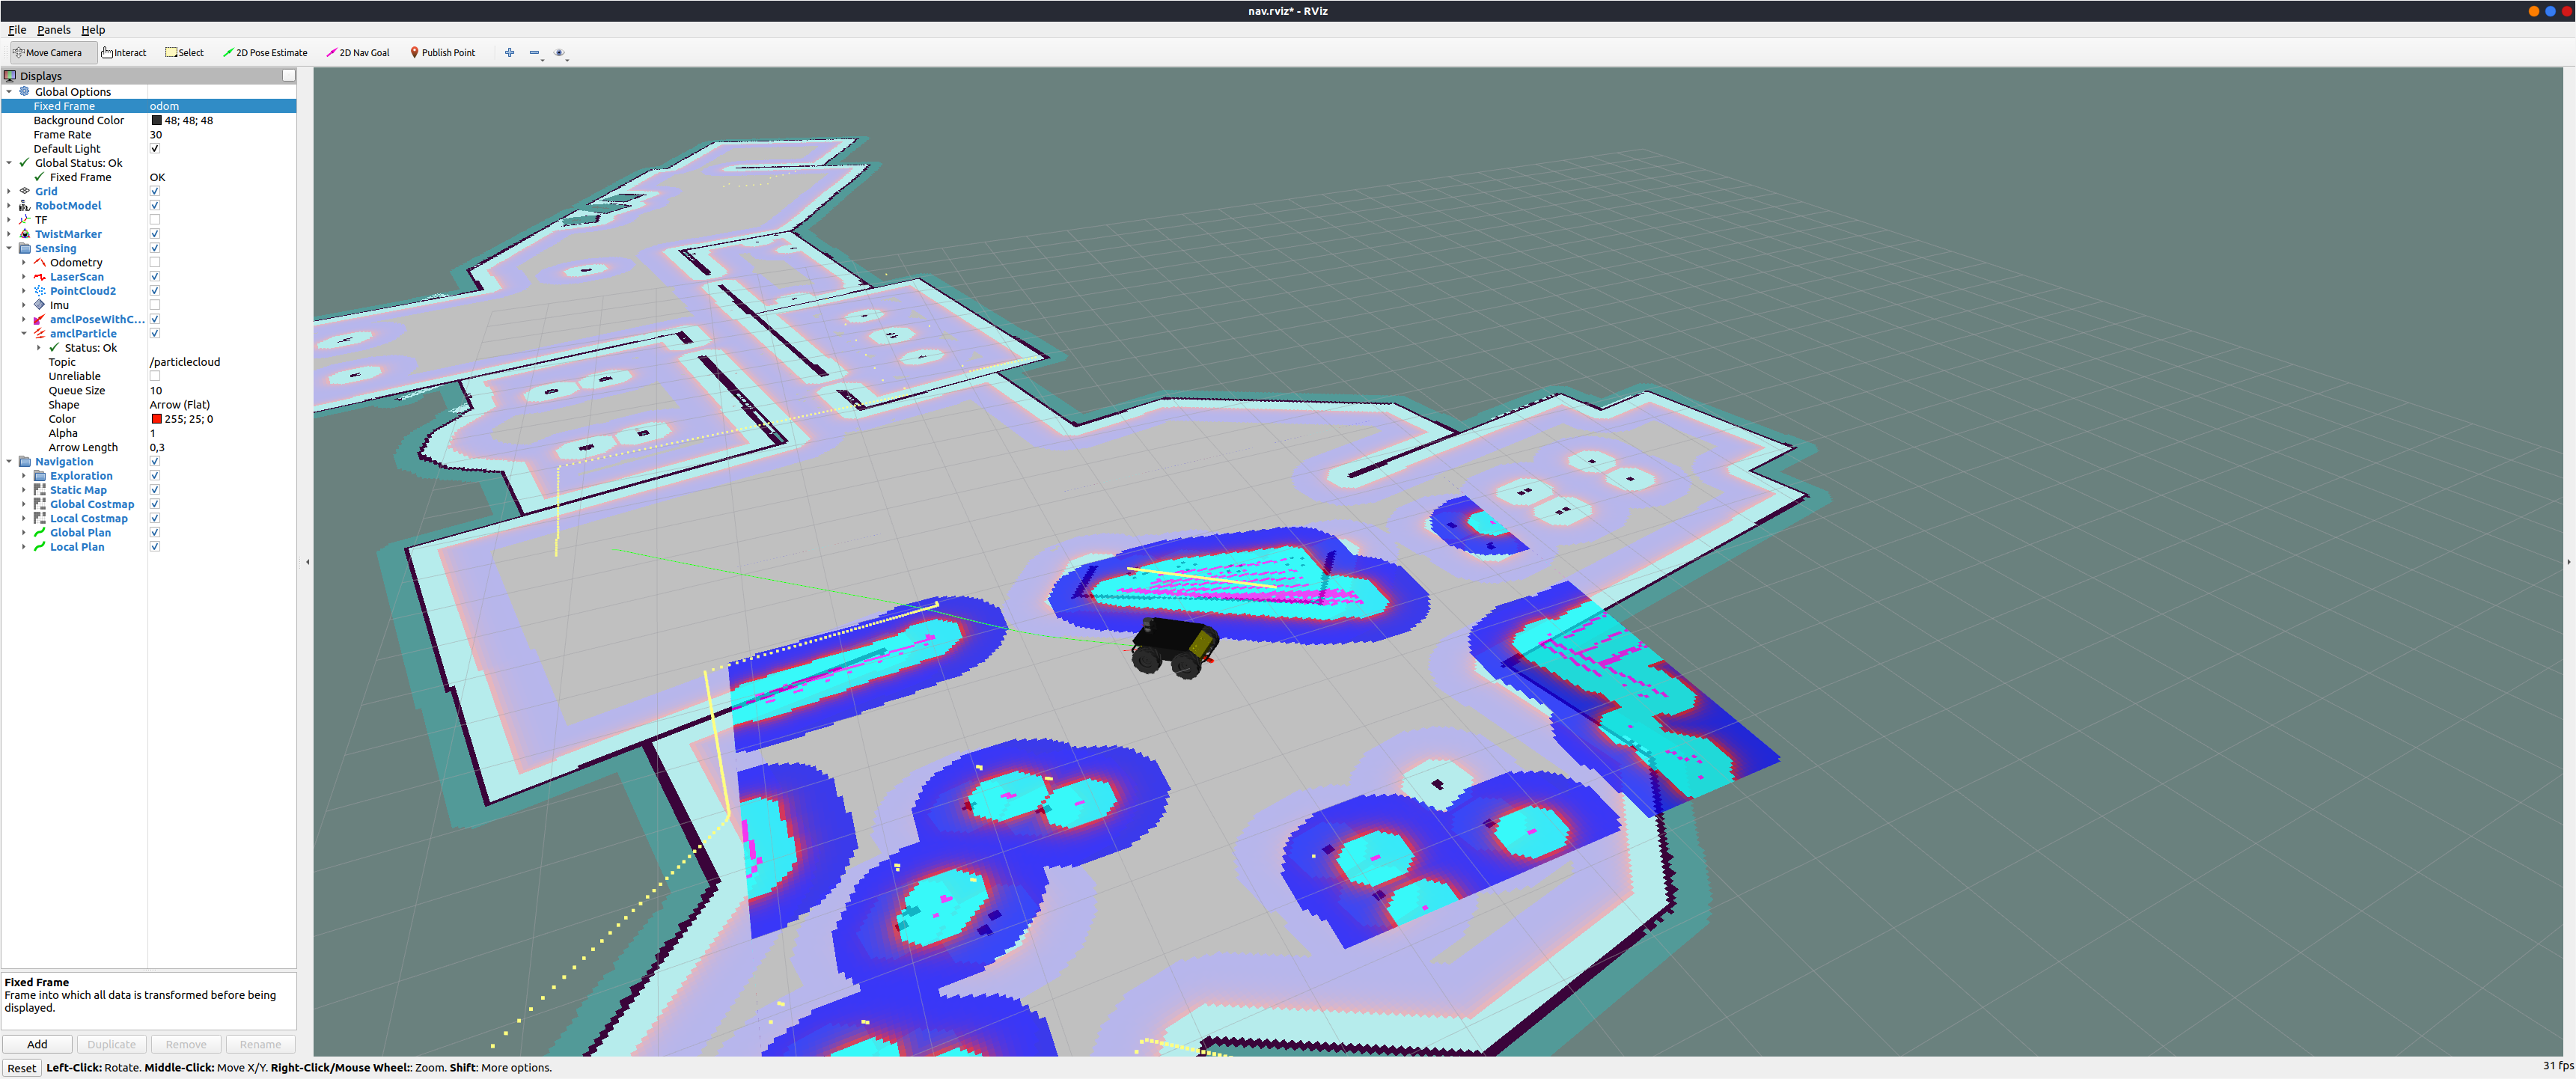 nav.rviz* - RViz
File Panels Help
Move Camera Interact Select 2D Pose Estimate 2D Nav Goal Publish Point
Displays
Global Options
Fixed Frame odom
Background Color 48; 48; 48
Frame Rate 30
Default Light
Global Status: Ok
Fixed Frame OK
Grid
RobotModel
TF
TwistMarker
Sensing
Odometry
LaserScan
PointCloud2
Imu
amclPoseWithC...
amclParticle
Status: Ok
Topic /particlecloud
Unreliable
Queue Size 10
Shape Arrow (Flat)
Color 255; 25; 0
Alpha 1
Arrow Length 0,3
Navigation
Exploration
Static Map
Global Costmap
Local Costmap
Global Plan
Local Plan
Fixed Frame
Frame into which all data is transformed before being
displayed.
Add Duplicate Remove Rename
Reset Left-Click: Rotate. Middle-Click: Move X/Y. Right-Click/Mouse Wheel:: Zoom. Shift: More options. 31 fps